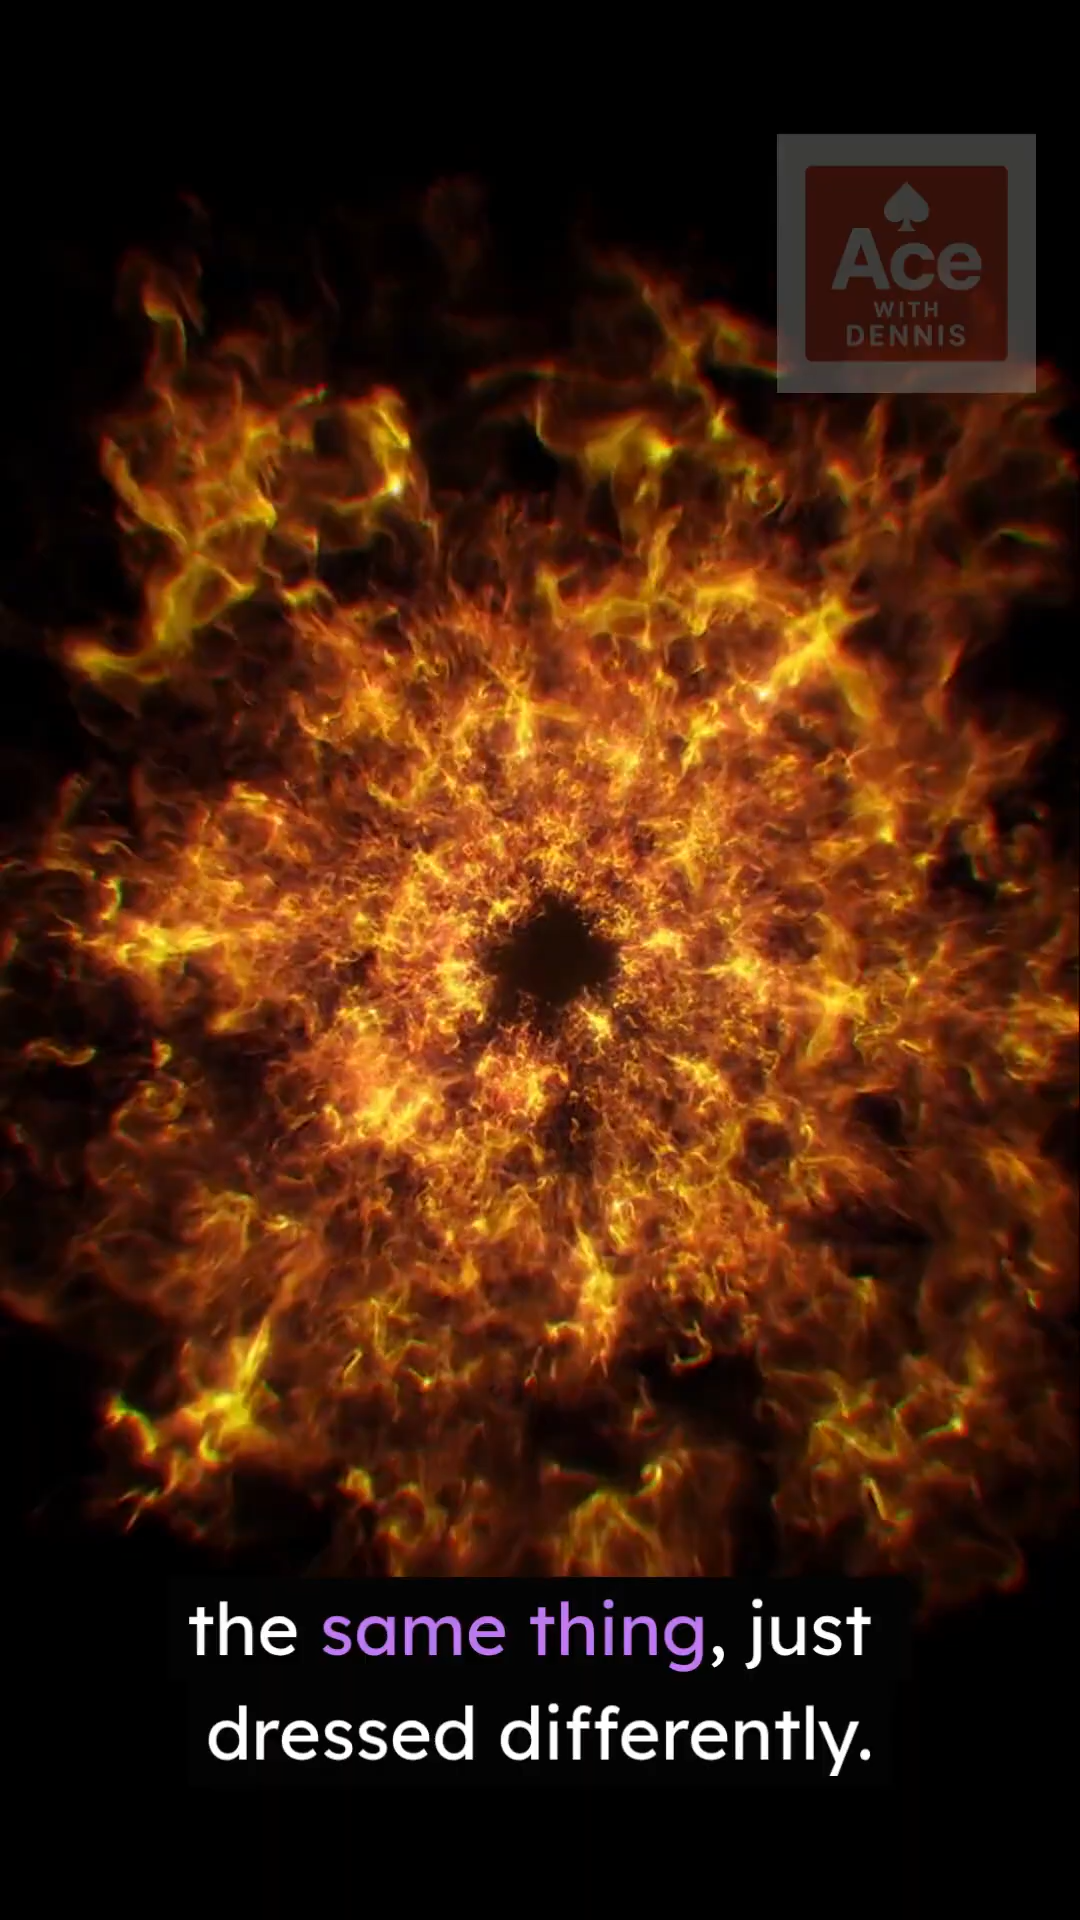 Ace
WITH
DENNIS
the same thing, just
dressed differently.